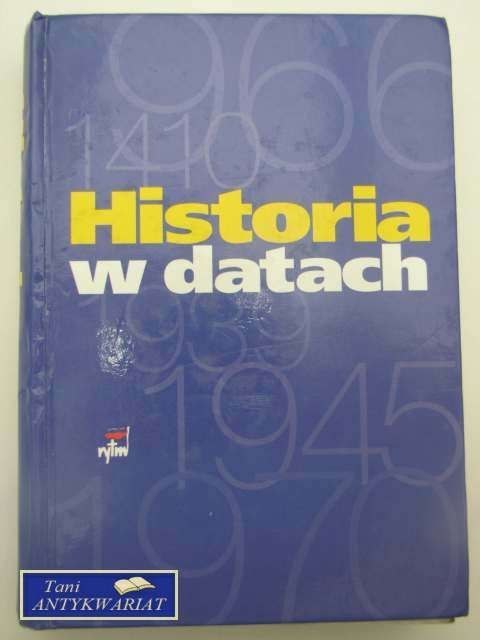 966
1410
Historia
w datach
1939
1945
rytm
1970
Tani
ANTYKWARIAT